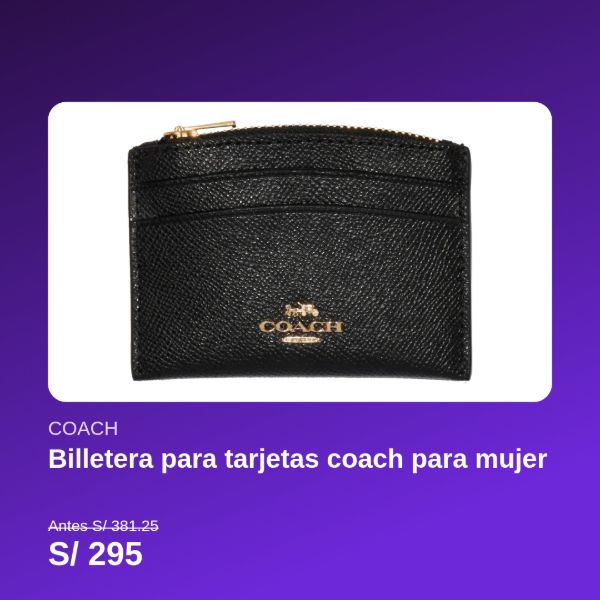 COACH
COACH
Billetera para tarjetas coach para mujer
Antes S/ 381.25
S/ 295